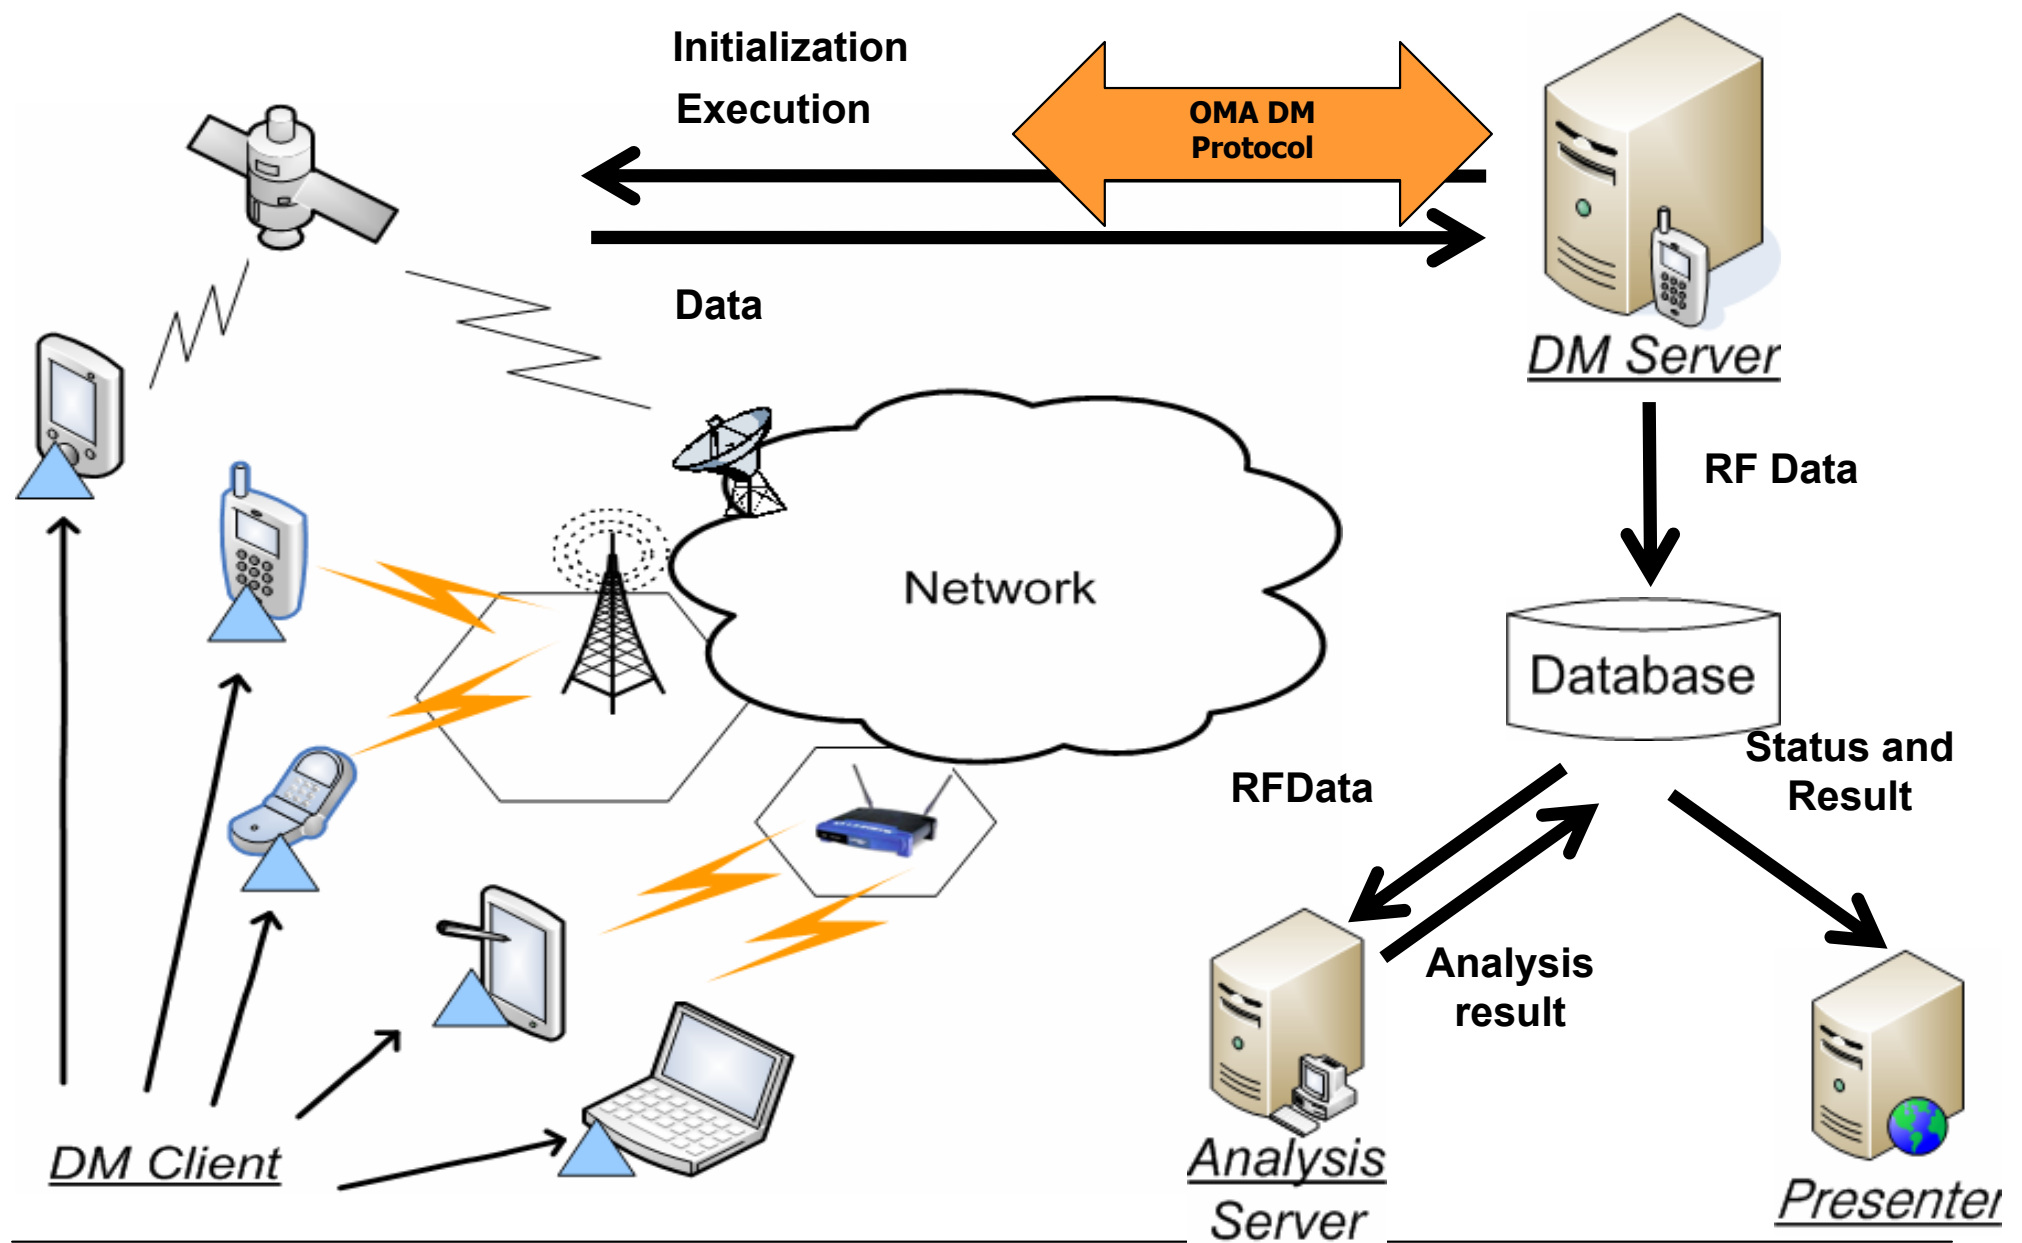 Initialization
Execution
OMA DM
Protocol
Data
DM Server
RF Data
Network
Database
Status and
Result
RFData
Analysis
result
DM Client
Analysis
Server
Presenter